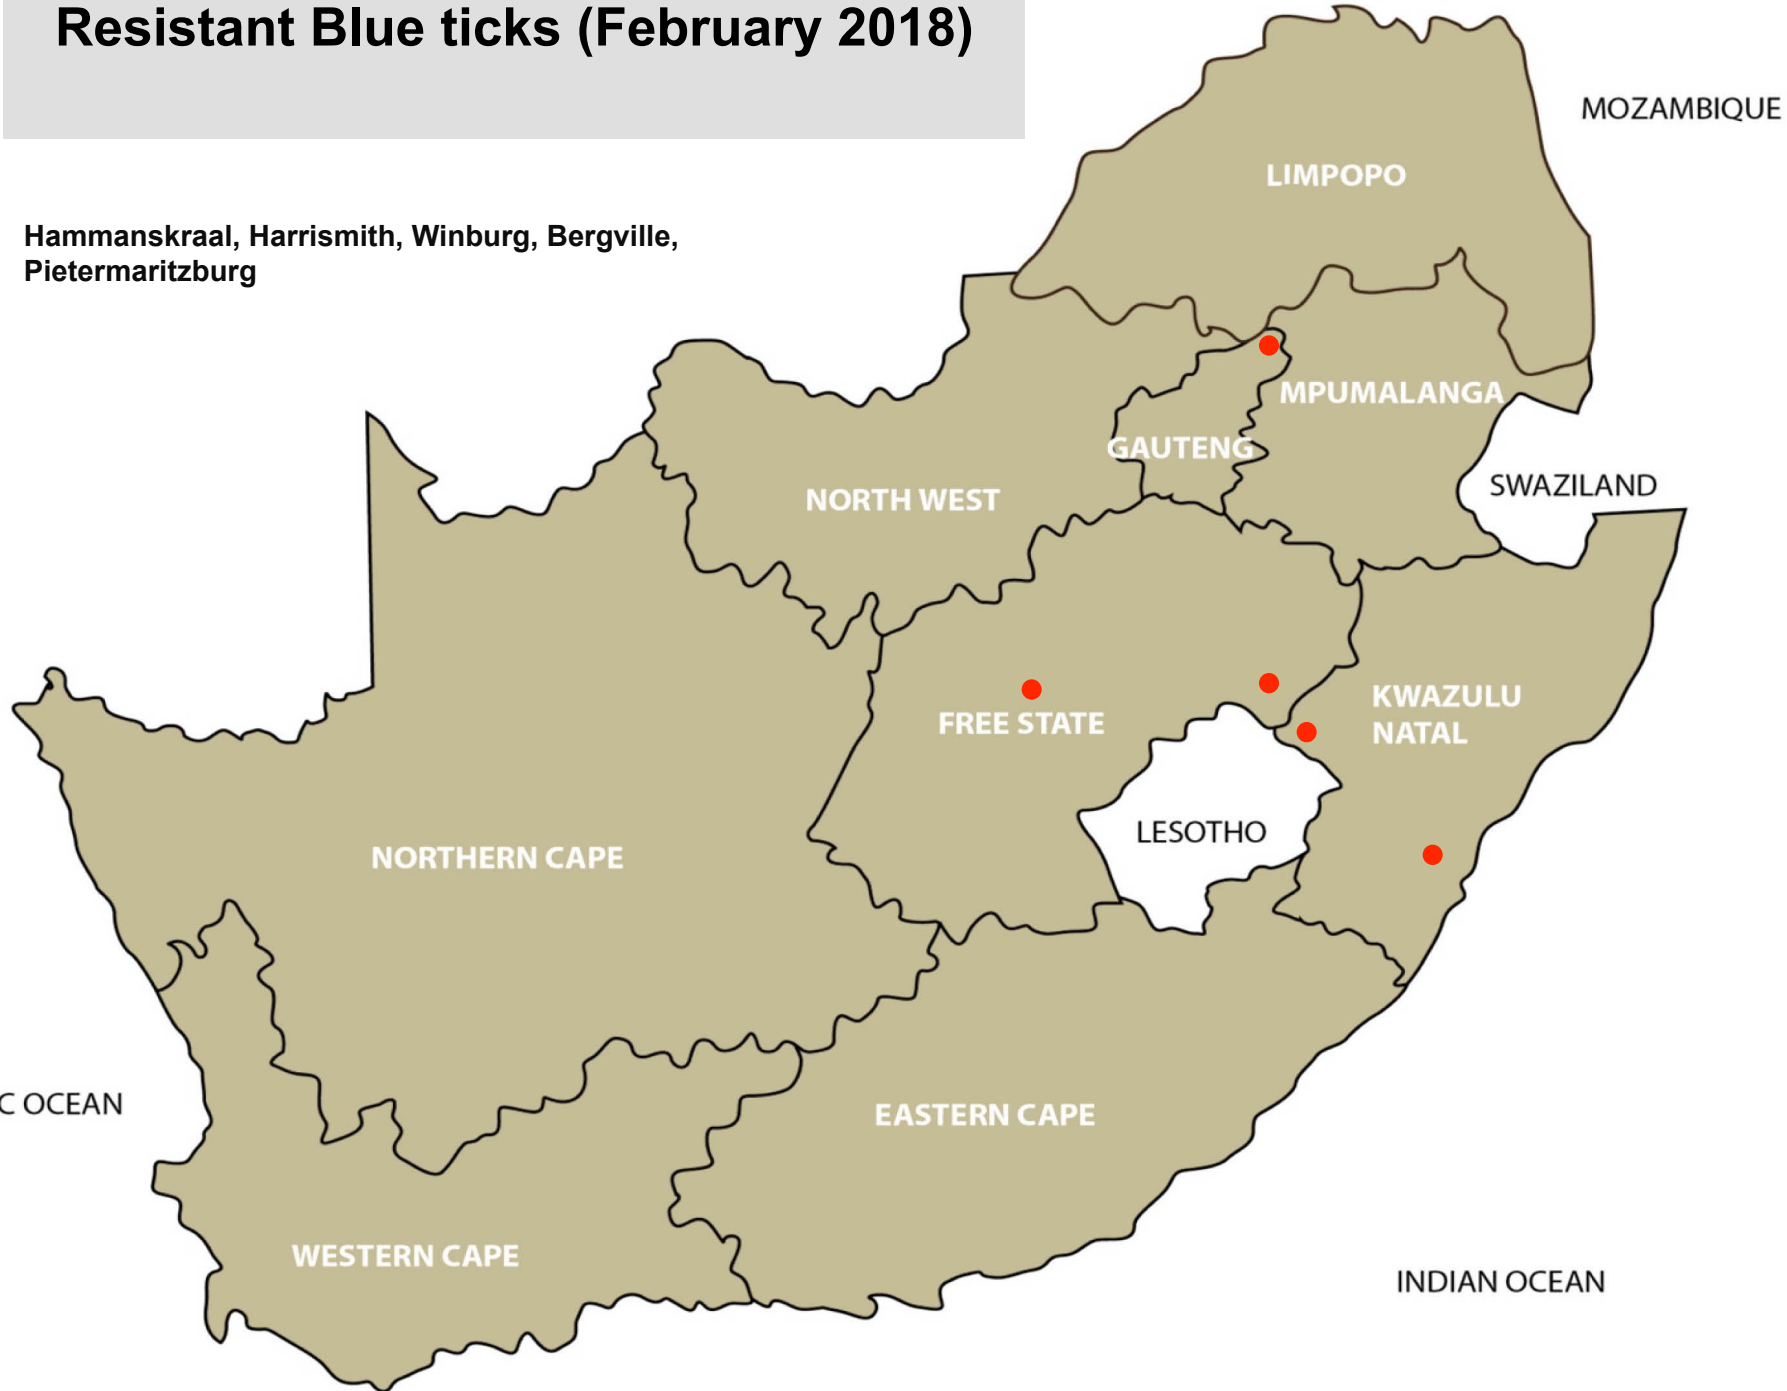 Resistant Blue ticks (February 2018)
MOZAMBIQUE
LIMPOPO
Hammanskraal, Harrismith, Winburg, Bergville,
Pietermaritzburg
MPUMALANGA
GAUTENG
SWAZILAND
NORTH WEST
KWAZULU
NATAL
FREE STATE
LESOTHO
NORTHERN CAPE
C OCEAN
EASTERN CAPE
WESTERN CAPE
INDIAN OCEAN